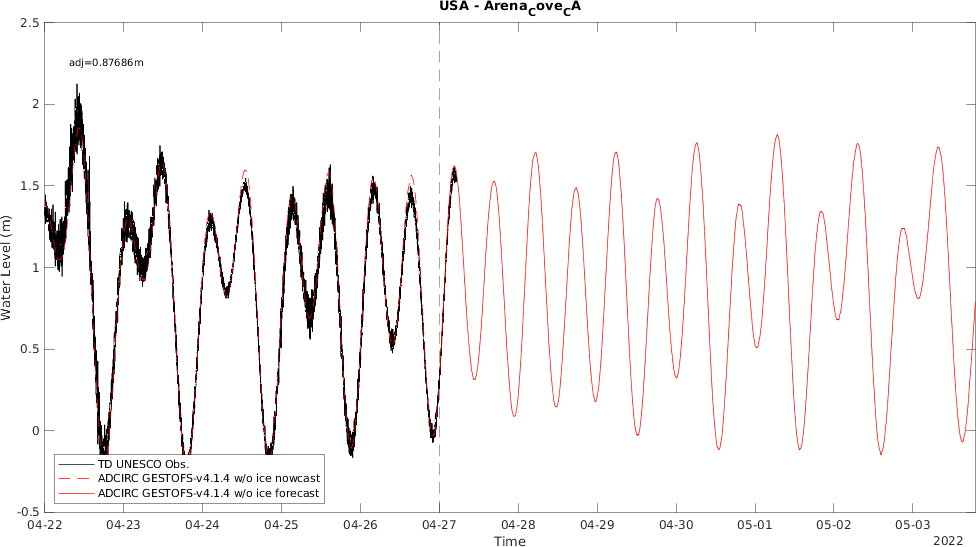 USA - ArenaCoveCA
2.5
adj=0.87686m
2
1.5
1
0.5
0
-0.5
Water Level (m)
TD UNESCO Obs.
ADCIRC GESTOFS-v4.1.4 w/o ice nowcast
ADCIRC GESTOFS-v4.1.4 w/o ice forecast
04-22 04-23 04-24 04-25 04-26 04-27 04-28 04-29 04-30 05-01 05-02 05-03
Time
2022